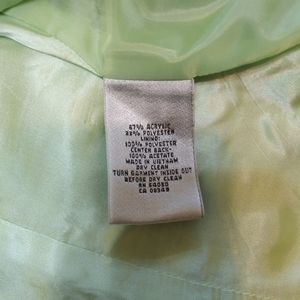 67% ACRYLIC
33% POLYESTER
LINING:
100% POLYESTER
CENTER BACK-
100% ACETATE
MADE IN VIETNAM
DRY CLEAN
TURN GARMENT INSIDE OUT
BEFORE DRY CLEAN
RN
CA